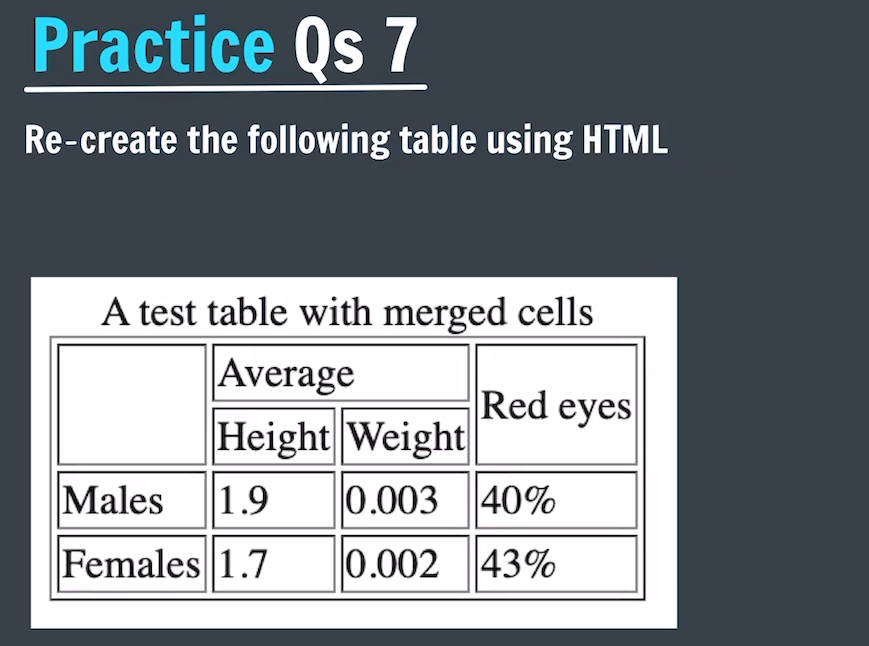 Practice Qs 7
Re-create the following table using HTML
A test table with merged cells
Average
Red eyes
Height Weight
Males 1.9 0.003 40%
Females 1.7 0.002 43%